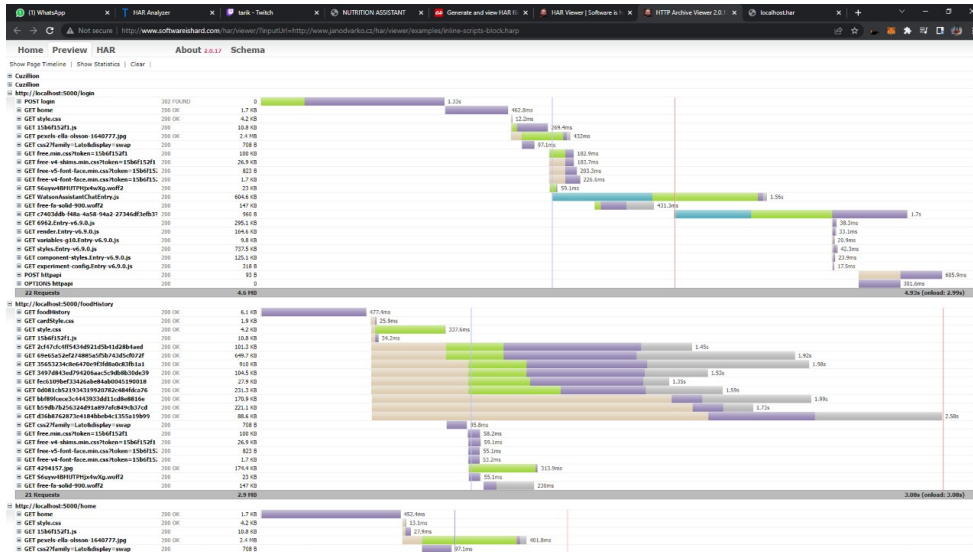 (1) WhatsApp
HAR Analyzer
tarik - Twitch
NUTRITION ASSISTANT
Generate and view HAR fi
HAR Viewer | Software is h
HTTP Archive Viewer 2.0.1
localhost.har
Not secure | http://www.softwareishard.com/har/viewer/?inputUrl=http://www.janodvarko.cz/har/viewer/examples/inline-scripts-block.harp
Home Preview HAR About 2.0.17 Schema
Show Page Timeline | Show Statistics | Clear |
Cuzillion
Cuzillion
http://localhost:5000/login
POST login 302 FOUND 0 1.33s
GET home 200 OK 1.7 KB 462.8ms
GET style.css 200 OK 4.2 KB 12.2ms
GET 15b6f152f1.js 200 10.8 KB 269.4ms
GET pexels-ella-olsson-1640777.jpg 200 OK 2.4 MB 432ms
GET css2?family=Lato&display=swap 200 708 B 97.1ms
GET free.min.css?token=15b6f152f1 200 100 KB 182.9ms
GET free-v4-shims.min.css?token=15b6f152f1 200 26.9 KB 183.7ms
GET free-v5-font-face.min.css?token=15b6f15 200 823 B 203.3ms
GET free-v4-font-face.min.css?token=15b6f15 200 1.7 KB 226.6ms
GET S6uyw4BMUTPHjx4wXg.woff2 200 23 KB 59.1ms
GET WatsonAssistantChatEntry.js 200 604.6 KB 1.56s
GET free-fa-solid-900.woff2 200 147 KB 431.3ms
200 960 B 1.7s
GET 6962.Entry-v6.9.0.js 200 295.1 KB 38.3ms
GET render.Entry-v6.9.0.js 200 104.6 KB 33.1ms
GET variables-g10.Entry-v6.9.0.js 200 9.8 KB 20.9ms
GET styles.Entry-v6.9.0.js 200 737.5 KB 42.3ms
GET component-styles.Entry-v6.9.0.js 200 125.1 KB 23.9ms
GET experiment-config.Entry-v6.9.0.js 200 318 B 17.5ms
POST httpapi 200 93 B 685.9ms
OPTIONS httpapi 200 0 381.6ms
22 Requests 4.6 MB 4.93s (onload: 2.99s)
http://localhost:5000/foodHistory
GET foodHistory 200 OK 6.1 KB 477.4ms
GET cardStyle.css 200 OK 1.9 KB 25.9ms
GET style.css 200 OK 4.2 KB 337.6ms
GET 15b6f152f1.js 200 10.8 KB 34.2ms
GET 2cf47cfc4ff5434d921d5b41d28b4aed 200 OK 101.3 KB 1.45s
GET 69e65a52ef274885a5f5b743d5cf072f 200 OK 649.7 KB 1.92s
GET 35653234c8e6470e9f3fd8a0c83fb1a1 200 OK 910 KB 1.98s
GET 3497d843ed794206aac5c9db8b30de39 200 OK 104.5 KB 1.53s
GET fec6109bef33426abe84ab0045190018 200 OK 27.9 KB 1.33s
GET 0d081cb521934319920782c484fdca76 200 OK 231.3 KB 1.59s
GET bbf89fcece3c4443933dd11cd8e8816e 200 OK 170.9 KB 1.99s
GET b59db7b256324d91a897afc849cb37cd 200 OK 221.1 KB 1.73s
GET d36b8762873e4184bbeb4c1355a19b99 200 OK 88.6 KB 2.58s
GET css2?family=Lato&display=swap 200 708 B 95.8ms
GET free.min.css?token=15b6f152f1 200 100 KB 58.2ms
GET free-v4-shims.min.css?token=15b6f152f1 200 26.9 KB 59.1ms
GET free-v5-font-face.min.css?token=15b6f15 200 823 B 55.1ms
GET free-v4-font-face.min.css?token=15b6f15 200 1.7 KB 53.2ms
GET 4294157.jpg 200 OK 174.4 KB 313.9ms
GET S6uyw4BMUTPHjx4wXg.woff2 200 23 KB 55.1ms
GET free-fa-solid-900.woff2 200 147 KB 230ms
21 Requests 2.9 MB 3.08s (onload: 3.08s)
http://localhost:5000/home
GET home 200 OK 1.7 KB 452.4ms
GET style.css 200 OK 4.2 KB 13.1ms
GET 15b6f152f1.js 200 10.8 KB 27.9ms
GET pexels-ella-olsson-1640777.jpg 200 OK 2.4 MB 401.8ms
GET css2?family=Lato&display=swap 200 708 B 97.1ms